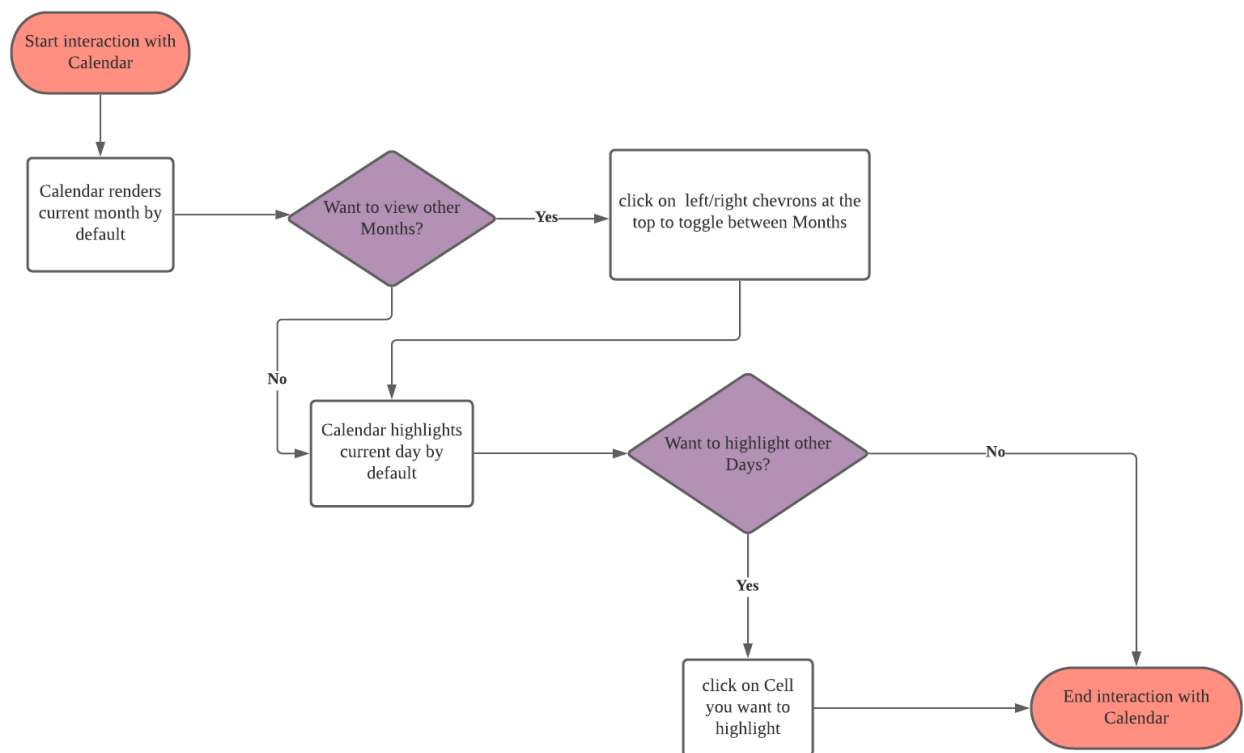 Start interaction with
Calendar
Calendar renders
current month by
default
Want to view other
Months?
Yes
click on left/right chevrons at the
top to toggle between Months
No
Calendar highlights
current day by
default
Want to highlight other
Days?
No
Yes
click on Cell
you want to
highlight
End interaction with
Calendar